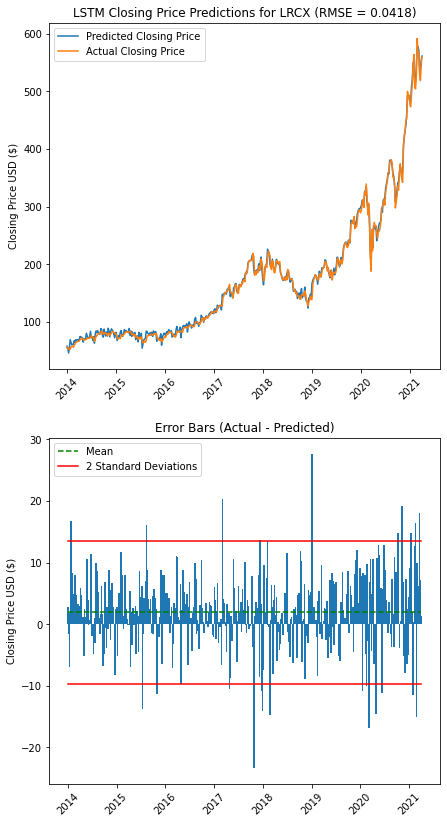 LSTM Closing Price Predictions for LRCX (RMSE = 0.0418)
Predicted Closing Price
Actual Closing Price
Closing Price USD ($)
600
500
400
300
200
100
2014 2015 2016 2017 2018 2019 2020 2021
Error Bars (Actual - Predicted)
Mean
2 Standard Deviations
Closing Price USD ($)
30
20
10
0
−10
−20
2014 2015 2016 2017 2018 2019 2020 2021